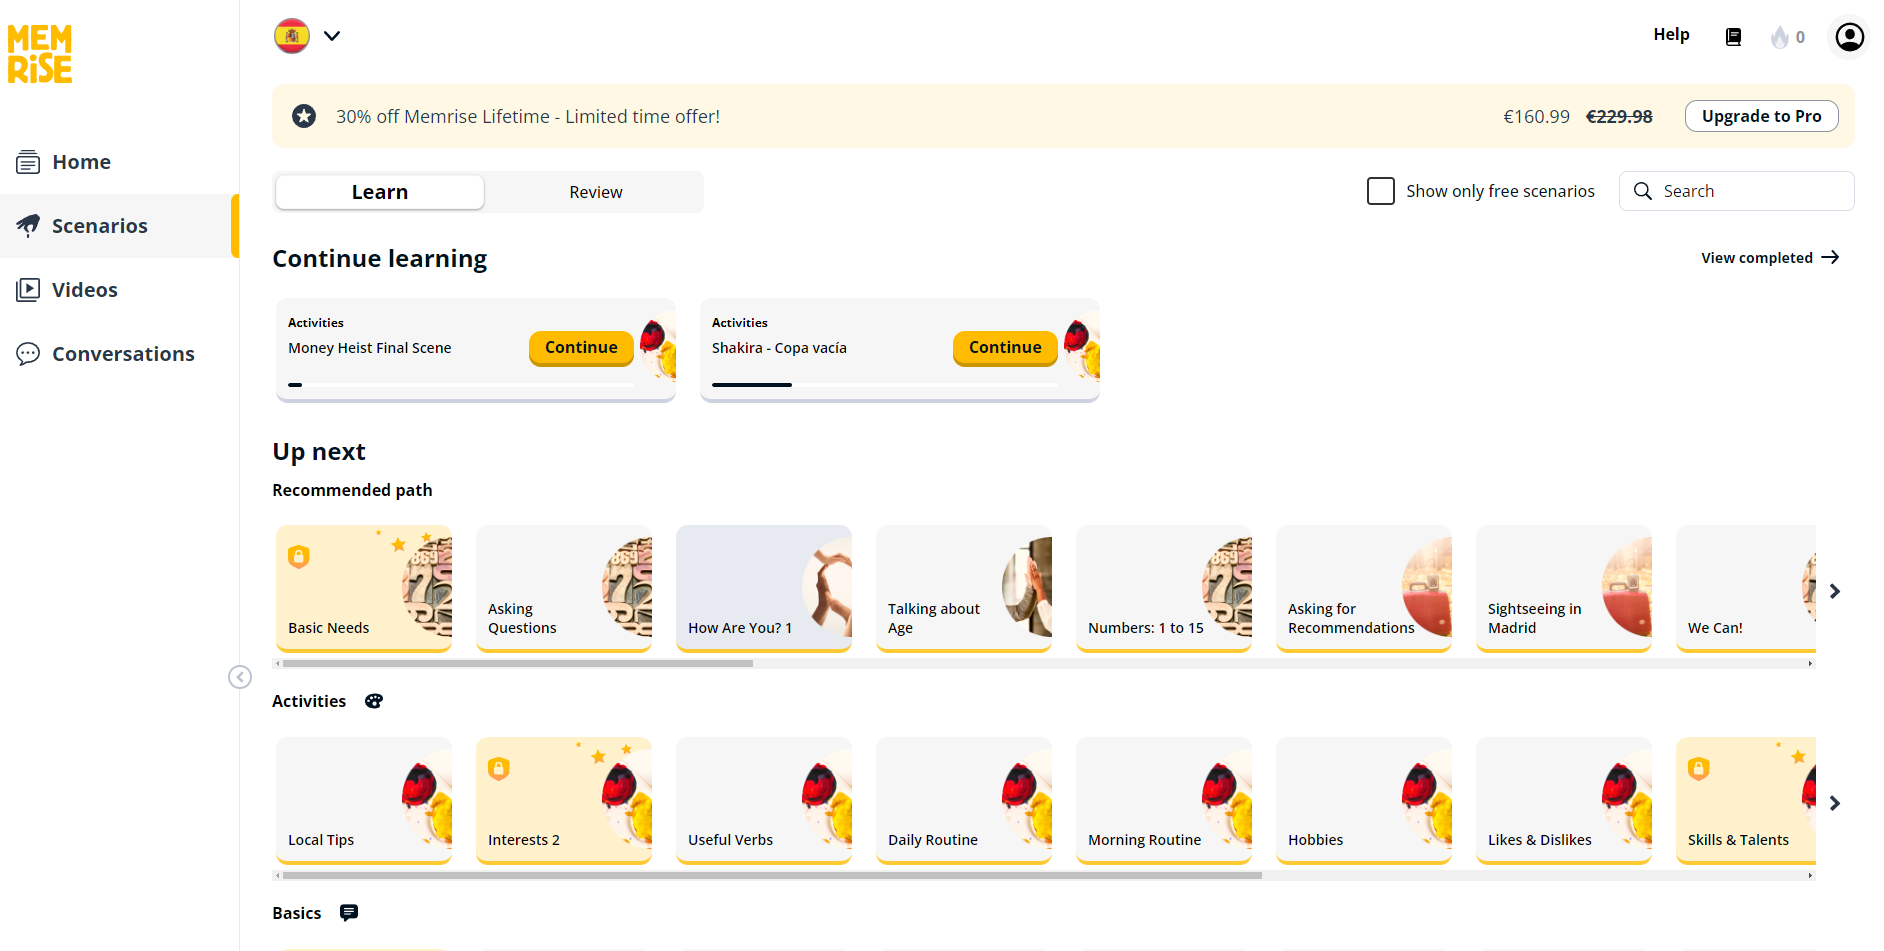 MEM
RiSE
Home
Scenarios
Videos
Conversations
Help
0
30% off Memrise Lifetime - Limited time offer!
€160.99 €229.98 Upgrade to Pro
Learn
Review
Show only free scenarios
Search
Continue learning
View completed
Activities
Money Heist Final Scene
Continue
Activities
Shakira - Copa vacía
Continue
Up next
Recommended path
Basic Needs
Asking
Questions
How Are You? 1
Talking about
Age
Numbers: 1 to 15
Asking for
Recommendations
Sightseeing in
Madrid
We Can!
Activities
Local Tips
Interests 2
Useful Verbs
Daily Routine
Morning Routine
Hobbies
Likes & Dislikes
Skills & Talents
Basics